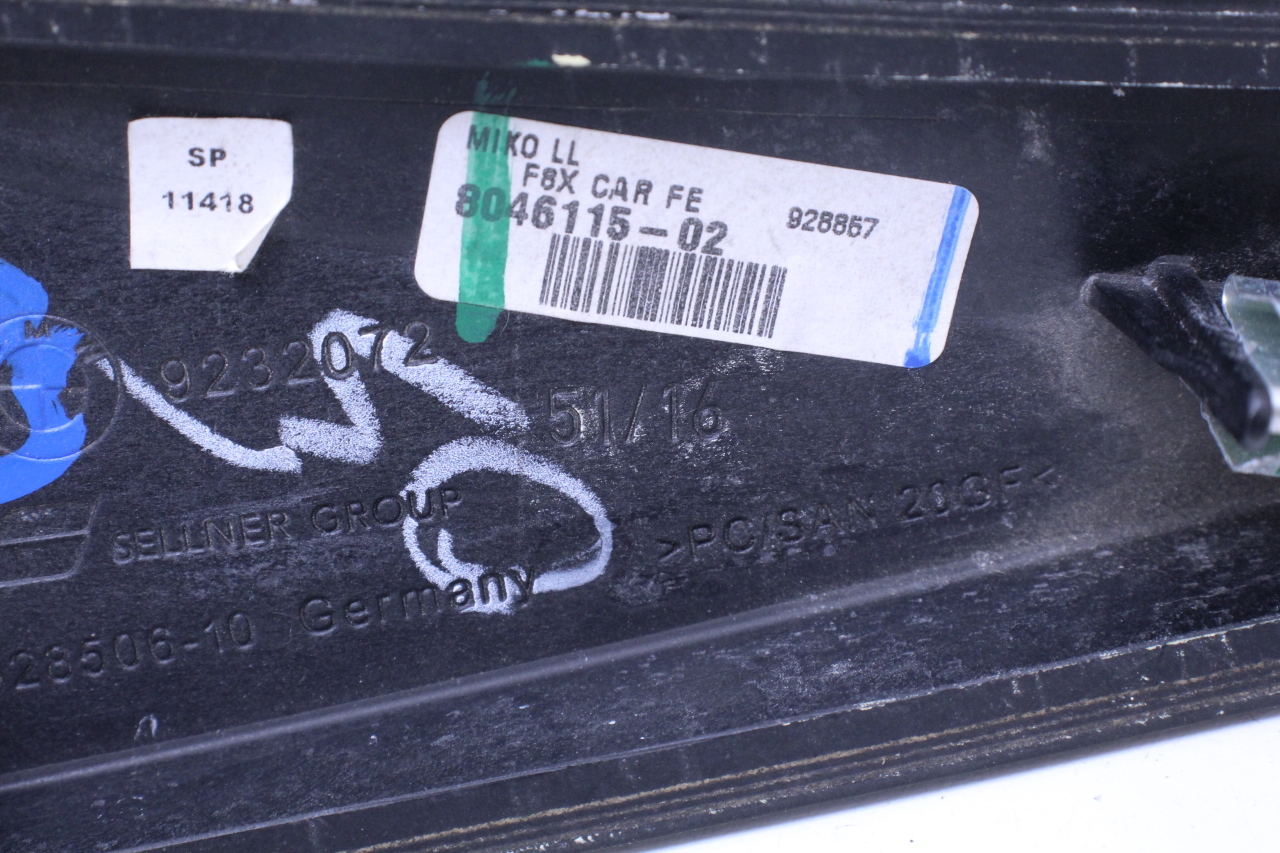 SP
11418
MIKO LL
F8X CAR FE
8046115-02
928867
9232072
51/16
SELLNER GROUP
>PC/SAN 20GF<
28506-10 Germany